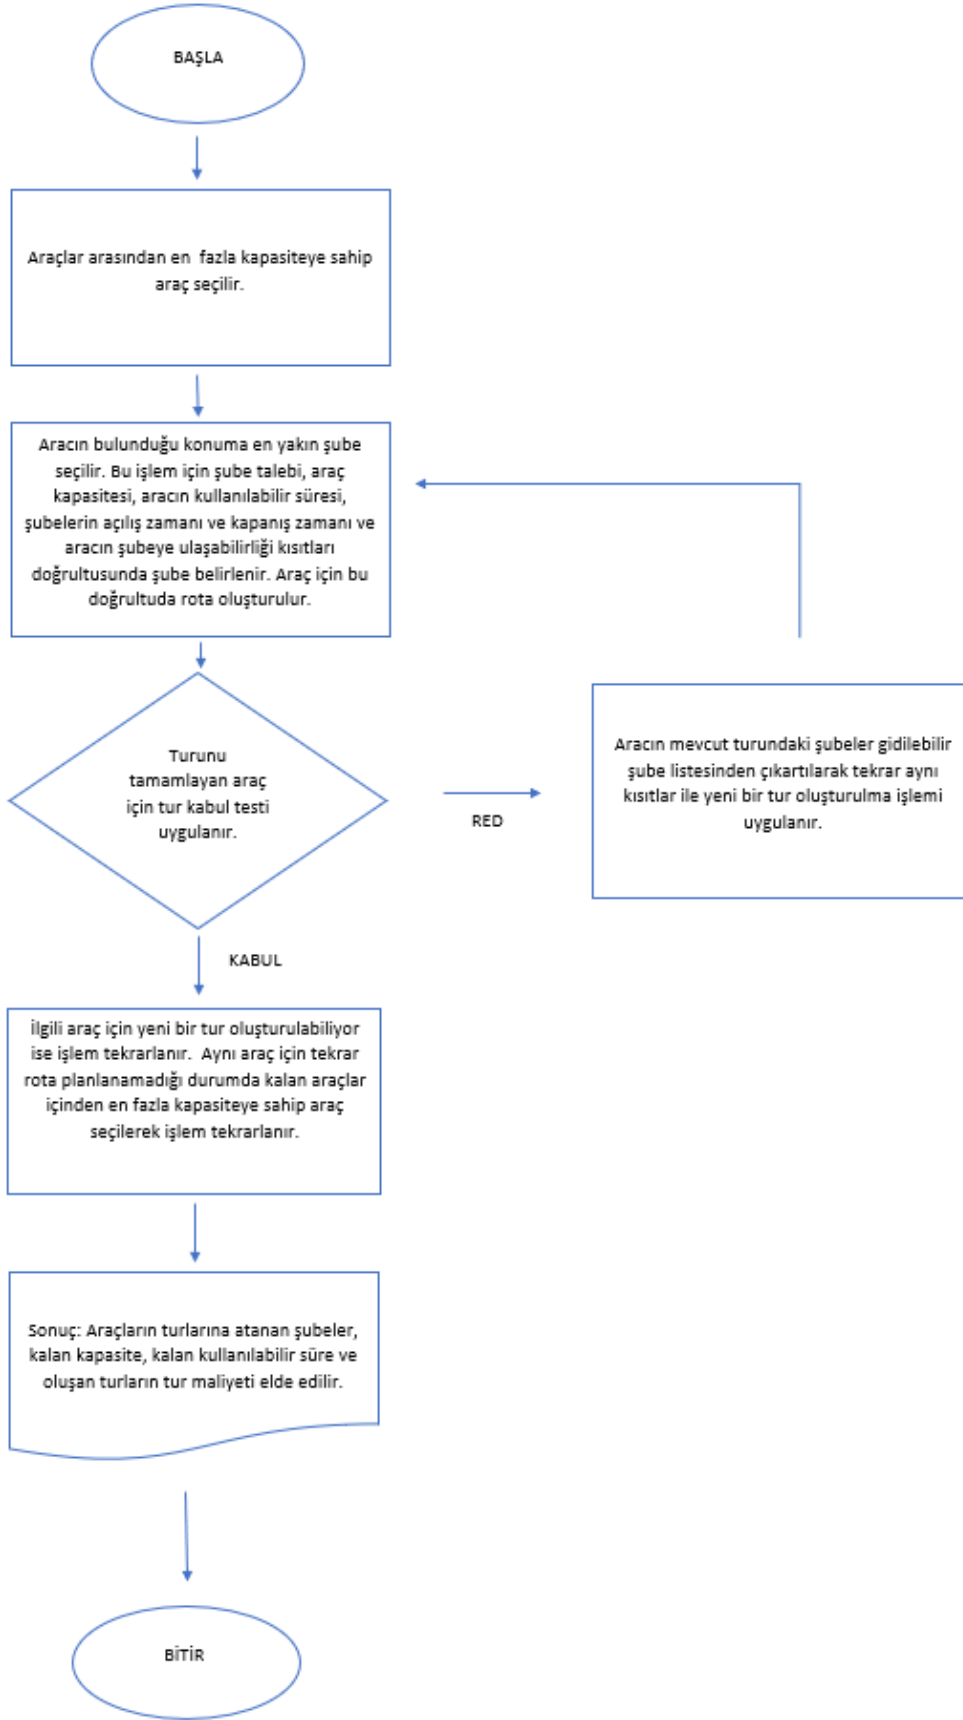 BAŞLA
Araçlar arasından en  fazla kapasiteye sahip
araç seçilir.
Aracın bulunduğu konuma en yakın şube
seçilir. Bu işlem için şube talebi, araç
kapasitesi, aracın kullanılabilir süresi,
şubelerin açılış zamanı ve kapanış zamanı ve
aracın şubeye ulaşabilirliği kısıtları
doğrultusunda şube belirlenir. Araç için bu
doğrultuda rota oluşturulur.
Turunu
tamamlayan araç
için tur kabul testi
uygulanır.
RED
Aracın mevcut turundaki şubeler gidilebilir
şube listesinden çıkartılarak tekrar aynı
kısıtlar ile yeni bir tur oluşturulma işlemi
uygulanır.
KABUL
İlgili araç için yeni bir tur oluşturulabiliyor
ise işlem tekrarlanır.  Aynı araç için tekrar
rota planlanamadığı durumda kalan araçlar
içinden en fazla kapasiteye sahip araç
seçilerek işlem tekrarlanır.
Sonuç: Araçların turlarına atanan şubeler,
kalan kapasite, kalan kullanılabilir süre ve
oluşan turların tur maliyeti elde edilir.
BİTİR